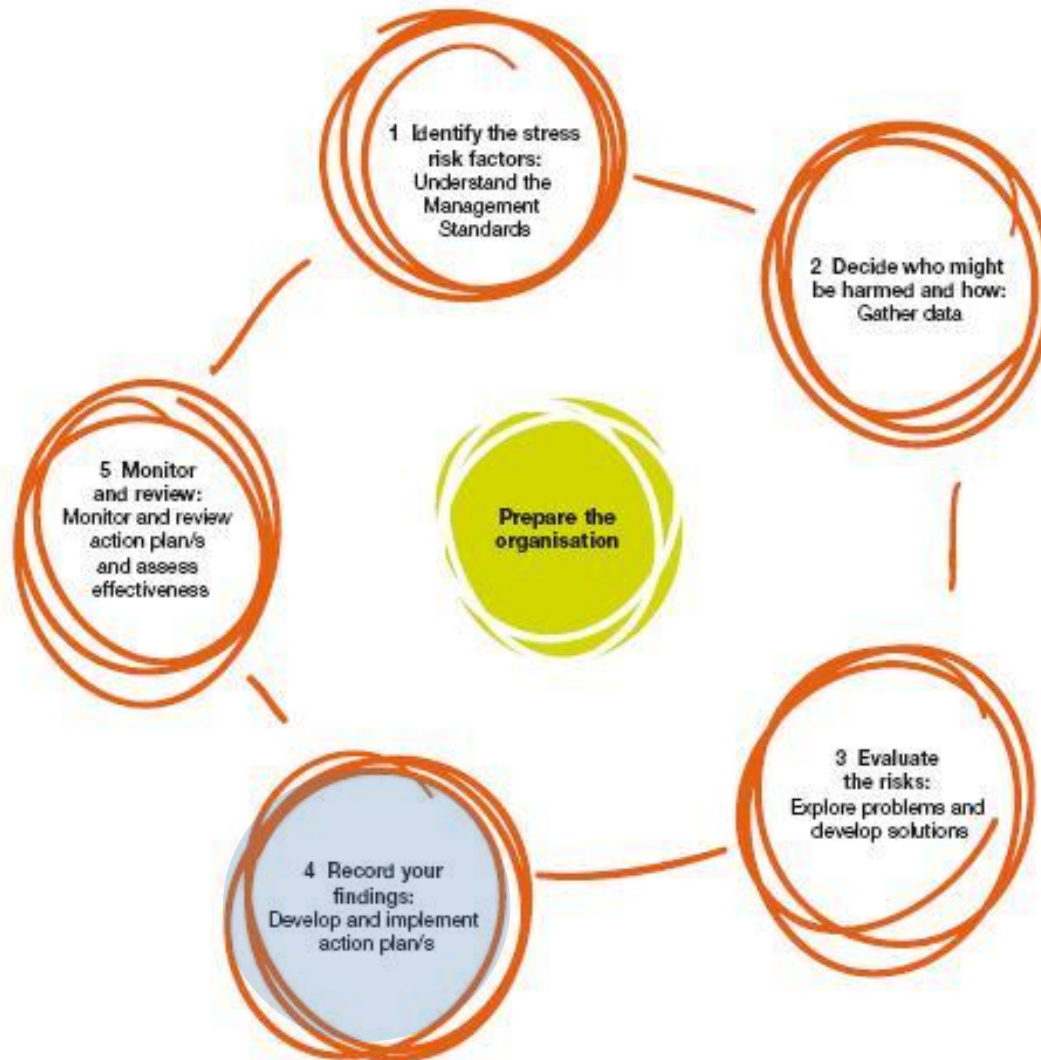 1 Identify the stress
risk factors:
Understand the
Management
Standards
2 Decide who might
be harmed and how:
Gather data
3 Evaluate
the risks:
Explore problems and
develop solutions
4 Record your
findings:
Develop and implement
action plan/s
5 Monitor
and review:
Monitor and review
action plan/s
and assess
effectiveness
Prepare the
organisation